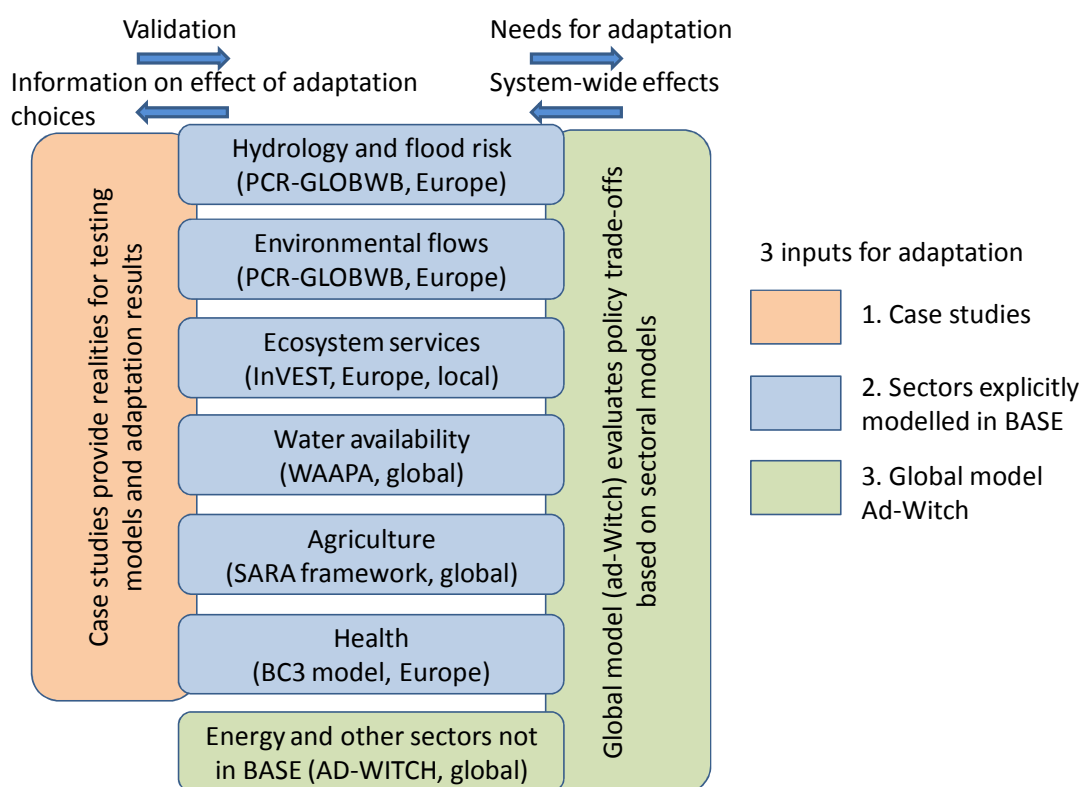 Validation
Needs for adaptation
Information on effect of adaptation
choices
System-wide effects
Case studies provide realities for testing
models and adaptation results
Hydrology and flood risk
(PCR-GLOBWB, Europe)
Environmental flows
(PCR-GLOBWB, Europe)
Ecosystem services
(InVEST, Europe, local)
Water availability
(WAAPA, global)
Agriculture
(SARA framework, global)
Health
(BC3 model, Europe)
Energy and other sectors not
in BASE (AD-WITCH, global)
Global model (ad-Witch) evaluates policy trade-offs
based on sectoral models
3 inputs for adaptation
1. Case studies
2. Sectors explicitly
modelled in BASE
3. Global model
Ad-Witch